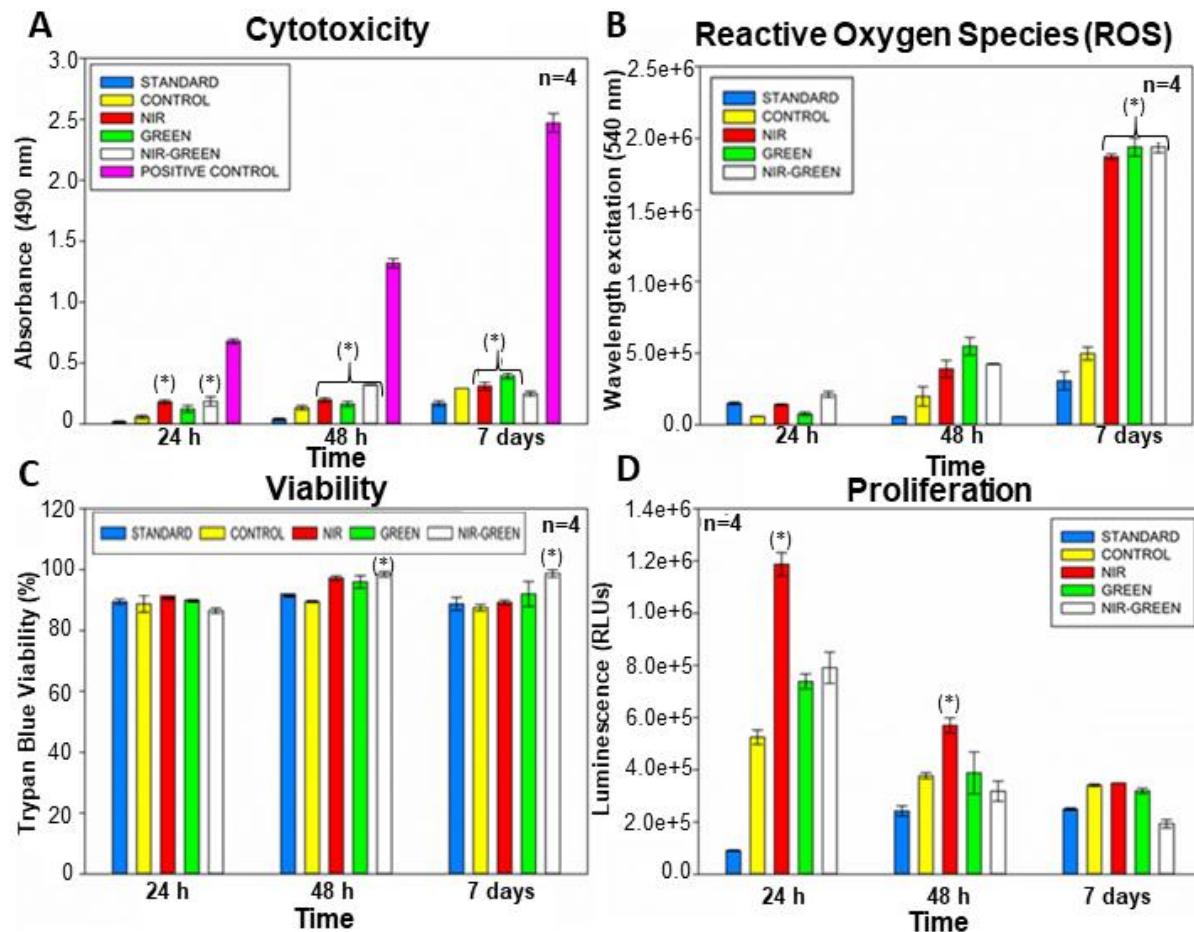 A
Cytotoxicity
Absorbance (490 nm)
3.0
2.5
2.0
1.5
1.0
0.5
0
STANDARD
CONTROL
NIR
GREEN
NIR-GREEN
POSITIVE CONTROL
n=4
(*)
(*)
(*)
(*)
24 h
48 h
7 days
Time
B
Reactive Oxygen Species (ROS)
Wavelength excitation (540 nm)
2.5e+6
2.0e+6
1.5e+6
1.0e+6
5.0e+5
0.0
STANDARD
CONTROL
NIR
GREEN
NIR-GREEN
n=4
(*)
24 h
48 h
7 days
Time
C
Viability
Trypan Blue Viability (%)
120
100
80
60
40
20
0
STANDARD CONTROL NIR GREEN NIR-GREEN
n=4
(*)
(*)
24 h
48 h
7 days
Time
D
Proliferation
Luminescence (RLUs)
1.4e+6
1.2e+6
1.0e+6
8.0e+5
6.0e+5
4.0e+5
2.0e+5
0.0
n=4
STANDARD
CONTROL
NIR
GREEN
NIR-GREEN
(*)
(*)
24 h
48 h
7 days
Time